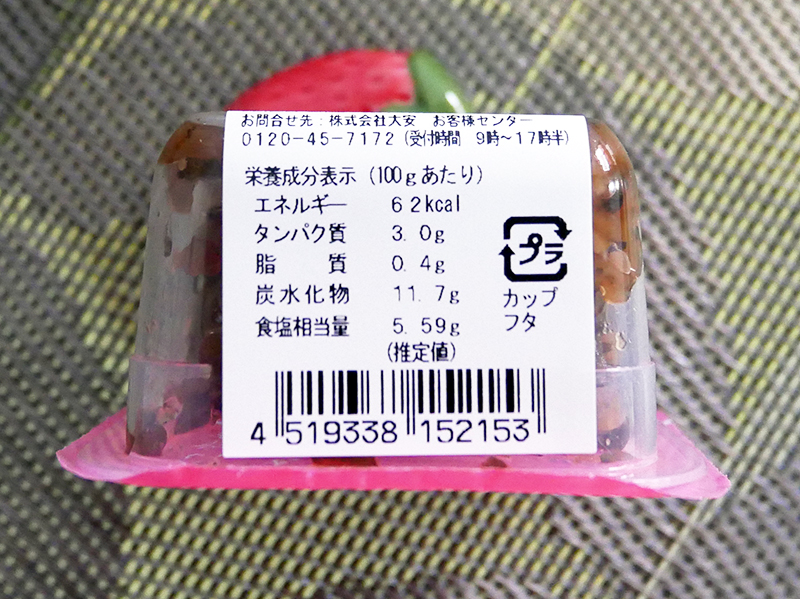 お問合せ先：株式会社大安　お客様センター
0120-45-7172（受付時間　9時～17時半）
栄養成分表示（100gあたり）
エネルギー　62kcal
タンパク質　3.0g
脂　　質　0.4g
炭水化物　11.7g
食塩相当量　5.59g
（推定値）
プラ
カップ
フタ
4 519338 152153